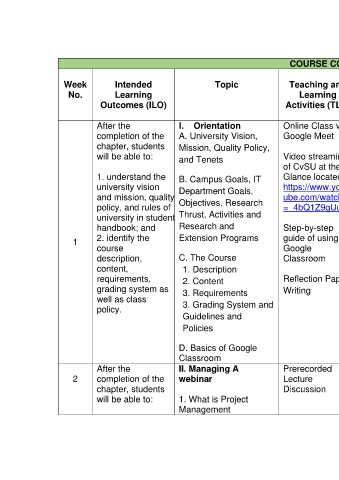 COURSE CO
Week No.
Intended Learning Outcomes (ILO)
Topic
Teaching an
Learning
Activities (TL
1
After the
completion of the
chapter, students
will be able to:
1. understand the
university vision
and mission, quality
policy, and rules of
university in student
handbook; and
2. identify the
course
description,
content,
requirements,
grading system as
well as class
policy.
I. Orientation
A. University Vision,
Mission, Quality Policy,
and Tenets
B. Campus Goals, IT
Department Goals,
Objectives, Research
Thrust, Activities and
Research and
Extension Programs
C. The Course
1. Description
2. Content
3. Requirements
3. Grading System and
Guidelines and
Policies
D. Basics of Google
Classroom
Online Class v
Google Meet
Video streamin
of CvSU at the
Glance located
https://www.yo
ube.com/watch
=_4bQ1Z9gUu
Step-by-step
guide of using
Google
Classroom
Reflection Pap
Writing
2
After the
completion of the
chapter, students
will be able to:
II. Managing A
webinar
1. What is Project
Management
Prerecorded
Lecture
Discussion